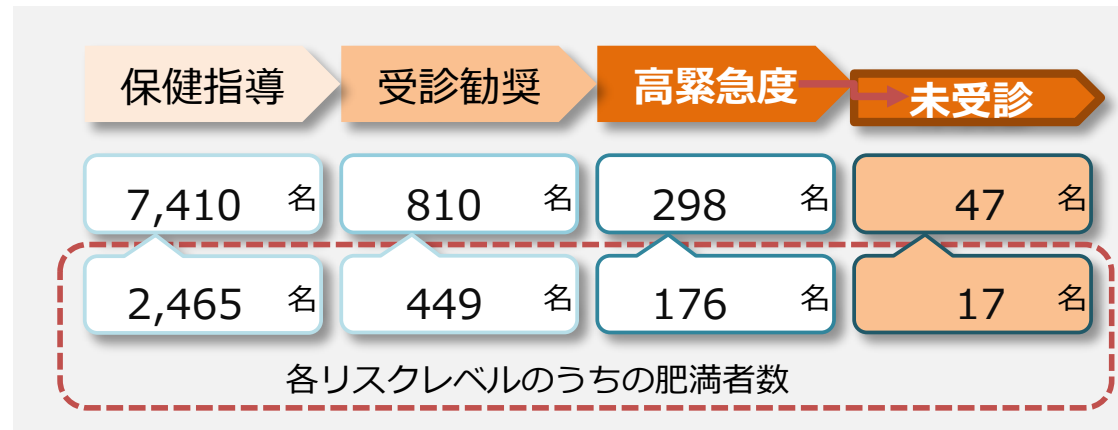 保健指導 受診勧奨 高緊急度 未受診
7,410 名 810 名 298 名 47 名
2,465 名 449 名 176 名 17 名
各リスクレベルのうちの肥満者数